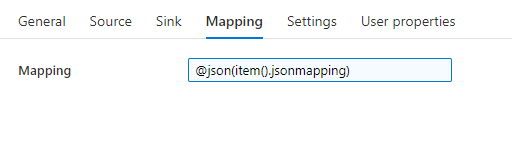 General Source Sink Mapping Settings User properties
Mapping @json(item().jsonmapping)